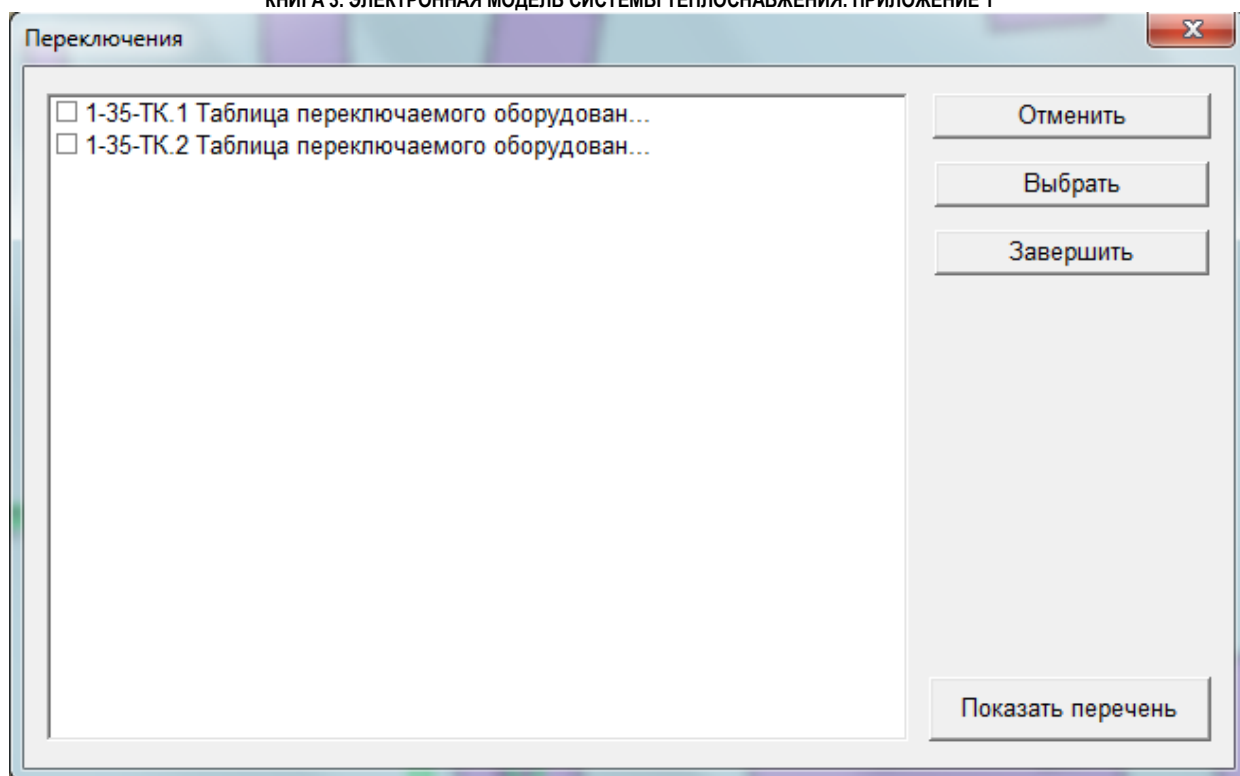 КНИГА 3. ЭЛЕКТРОННАЯ МОДЕЛЬ СИСТЕМЫ ТЕПЛОСНАБЖЕНИЯ. ПРИЛОЖЕНИЕ 1
Переключения
1-35-ТК.1 Таблица переключаемого оборудован...
1-35-ТК.2 Таблица переключаемого оборудован...
Отменить
Выбрать
Завершить
Показать перечень